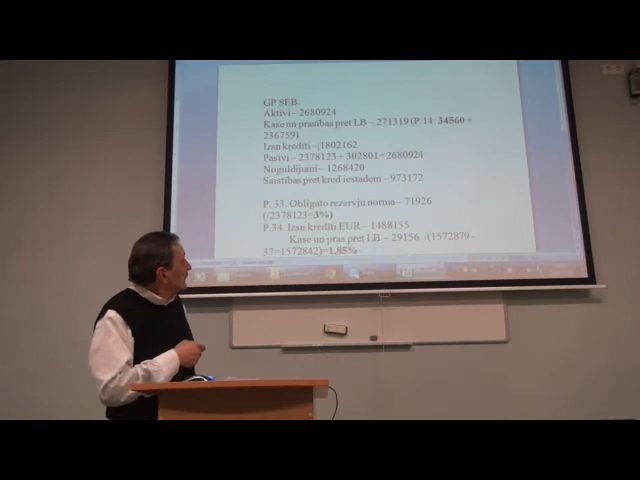 GP SEB.
Aktivi – 2680924
Kase un prasības pret LB – 271319 (P.14: 34560 +
236759)
Izsn kredīti – 1802162
Pasīvi – 2378123 + 302801 = 2680924
Noguldījumi – 1268420
Saistības pret kred iestadem – 973172
P. 33. Obligato rezervju norma – 71926
(/2378123=3%)
P.34. Izsn kredīti EUR – 1488155
Kase un pras pret LB – 29156 /(1572879 -
37=1572842)=1,85%